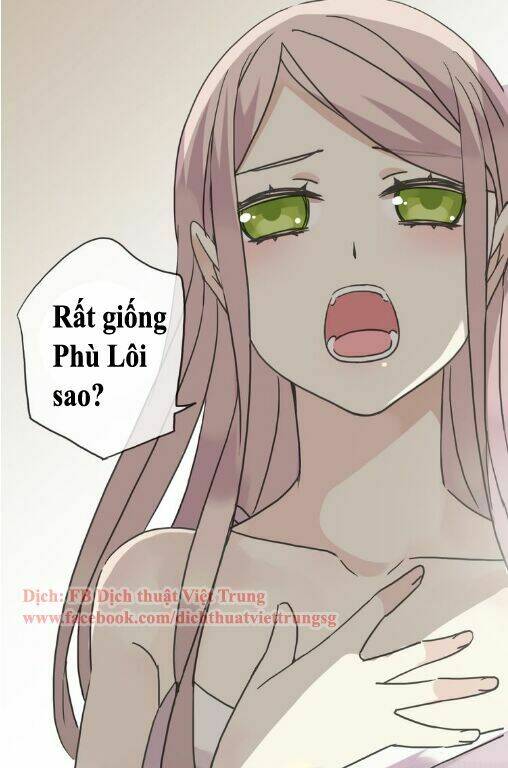 Rất giống
Phù Lôi
sao?
Dịch: FB Dịch thuật Việt Trung
www.facebook.com/dichthuatviettrungsg